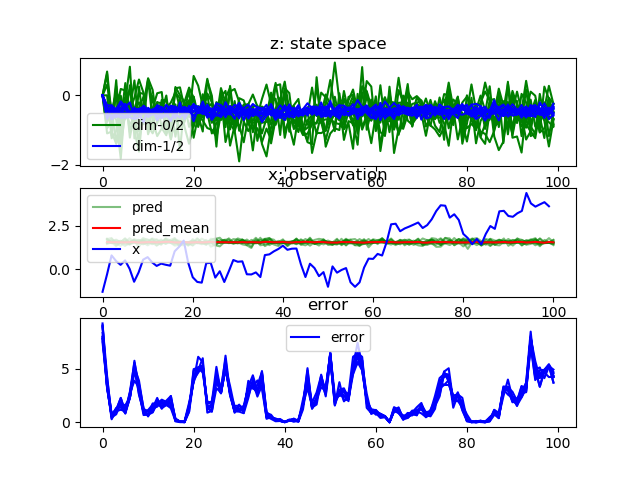 z: state space
0
−2
dim-0/2
dim-1/2
0 20 40 60 80 100
x: observation
2.5
0.0
pred
pred_mean
x
0 20 40 60 80 100
error
5
0
error
0 20 40 60 80 100